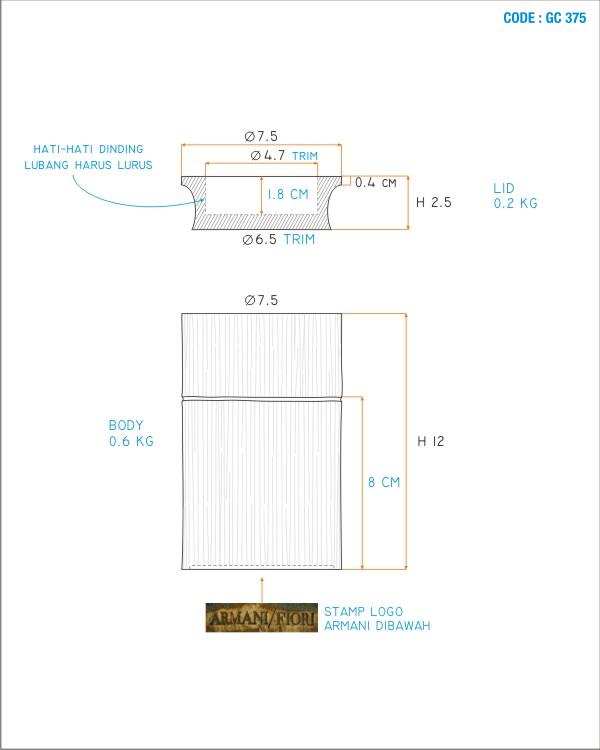 CODE : GC 375
Ø7.5
HATI-HATI DINDING
LUBANG HARUS LURUS
Ø4.7 TRIM
0.4 CM
1.8 CM
H 2.5
LID
0.2 KG
Ø6.5 TRIM
Ø7.5
BODY
0.6 KG
H 12
8 CM
ARMANI/FIORI
STAMP LOGO
ARMANI DIBAWAH